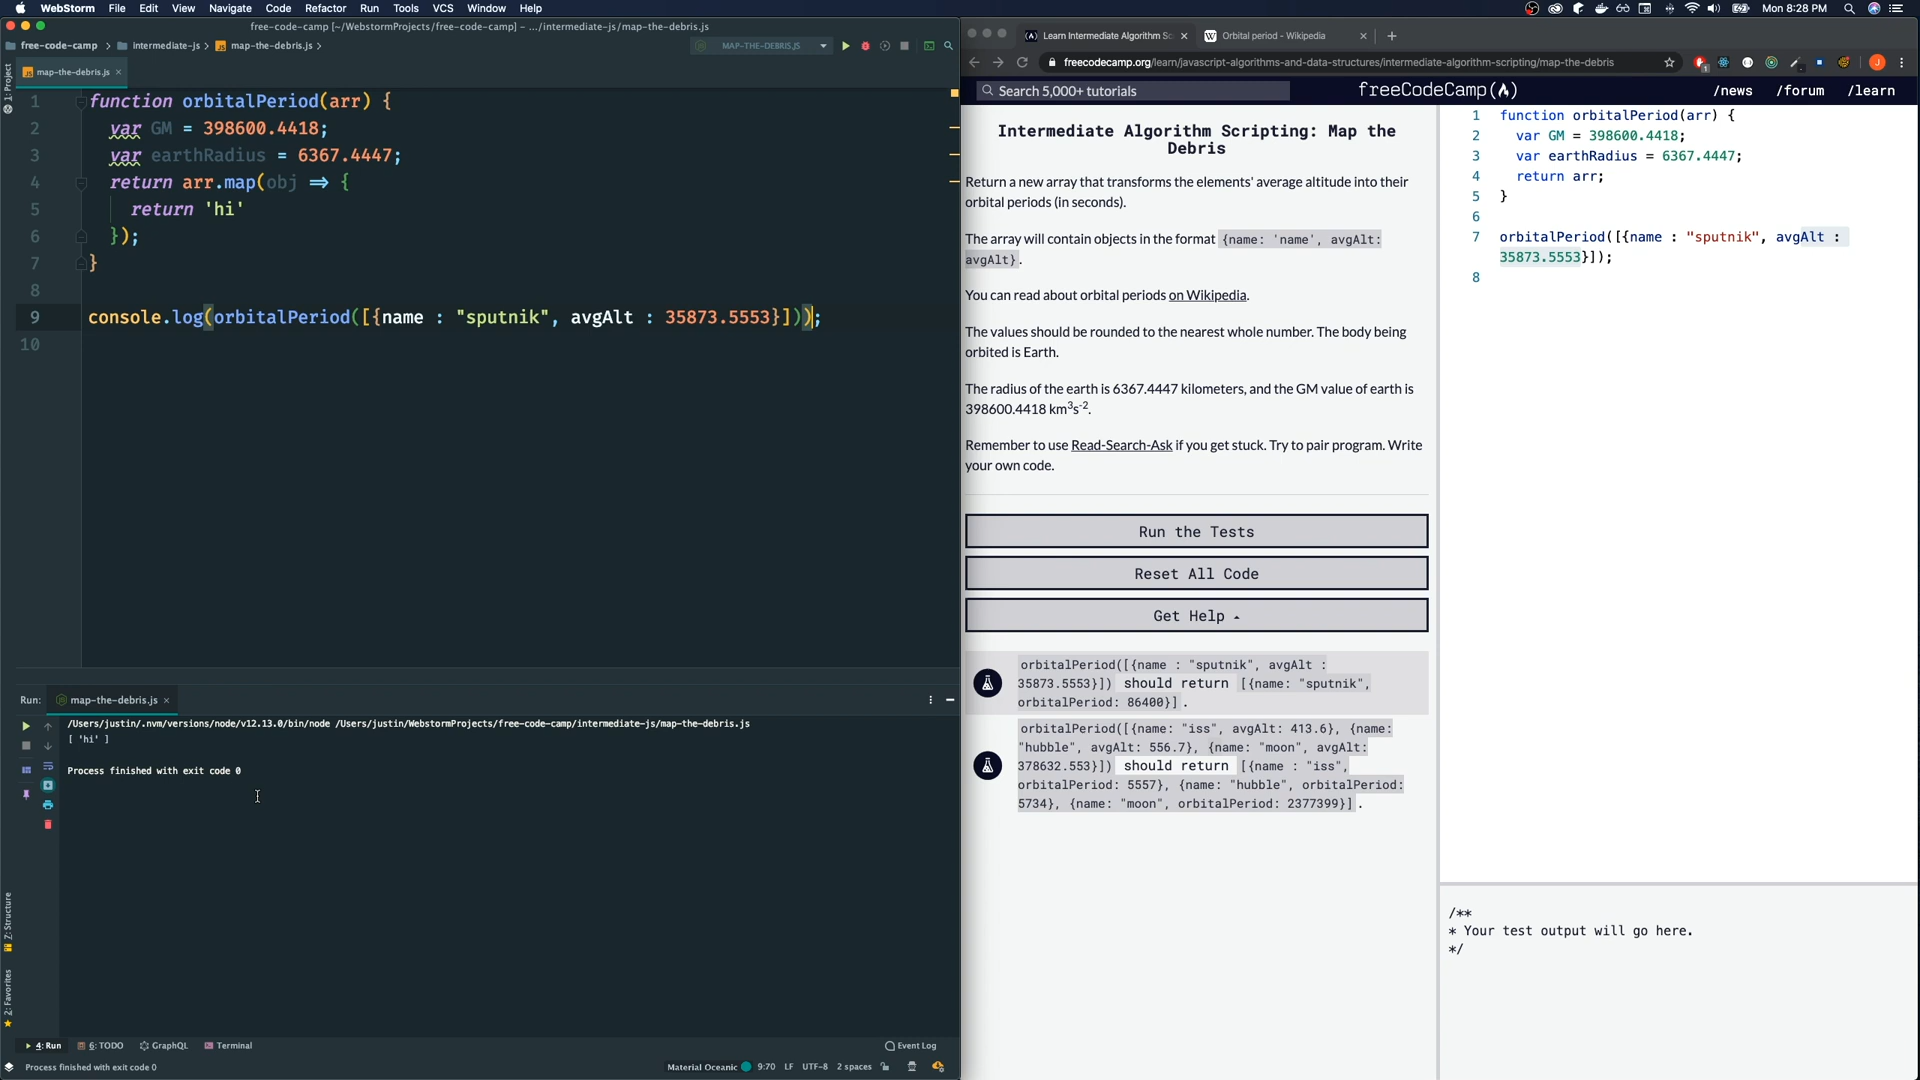 WebStorm File Edit View Navigate Code Refactor Run Tools VCS Window Help
Mon 8:28 PM
free-code-camp [~/WebstormProjects/free-code-camp] – .../intermediate-js/map-the-debris.js
free-code-camp intermediate-js map-the-debris.js
MAP-THE-DEBRIS.JS
map-the-debris.js
1: Project
1 function orbitalPeriod(arr) {
2 var GM = 398600.4418;
3 var earthRadius = 6367.4447;
4 return arr.map(obj ⇒ {
5 return 'hi'
6 });
7 }
8
9 console.log(orbitalPeriod([{name : "sputnik", avgAlt : 35873.5553}]));
10
Run: map-the-debris.js
/Users/justin/.nvm/versions/node/v12.13.0/bin/node /Users/justin/WebstormProjects/free-code-camp/intermediate-js/map-the-debris.js
[ 'hi' ]
Process finished with exit code 0
Z: Structure
2: Favorites
4: Run 6: TODO GraphQL Terminal
Event Log
Process finished with exit code 0
Material Oceanic 9:70 LF UTF-8 2 spaces
Learn Intermediate Algorithm Sc
Orbital period - Wikipedia
freecodecamp.org/learn/javascript-algorithms-and-data-structures/intermediate-algorithm-scripting/map-the-debris
J
Search 5,000+ tutorials
freeCodeCamp
/news /forum /learn
Intermediate Algorithm Scripting: Map the
Debris
Return a new array that transforms the elements' average altitude into their
orbital periods (in seconds).
The array will contain objects in the format {name: 'name', avgAlt:
avgAlt}.
You can read about orbital periods on Wikipedia.
The values should be rounded to the nearest whole number. The body being
orbited is Earth.
The radius of the earth is 6367.4447 kilometers, and the GM value of earth is
398600.4418 km3s-2.
Remember to use Read-Search-Ask if you get stuck. Try to pair program. Write
your own code.
Run the Tests
Reset All Code
Get Help
orbitalPeriod([{name : "sputnik", avgAlt :
35873.5553}]) should return [{name: "sputnik",
orbitalPeriod: 86400}].
orbitalPeriod([{name: "iss", avgAlt: 413.6}, {name:
"hubble", avgAlt: 556.7}, {name: "moon", avgAlt:
378632.553}]) should return [{name : "iss",
orbitalPeriod: 5557}, {name: "hubble", orbitalPeriod:
5734}, {name: "moon", orbitalPeriod: 2377399}].
1 function orbitalPeriod(arr) {
2 var GM = 398600.4418;
3 var earthRadius = 6367.4447;
4 return arr;
5 }
6
7 orbitalPeriod([{name : "sputnik", avgAlt :
35873.5553}]);
8
/**
* Your test output will go here.
*/